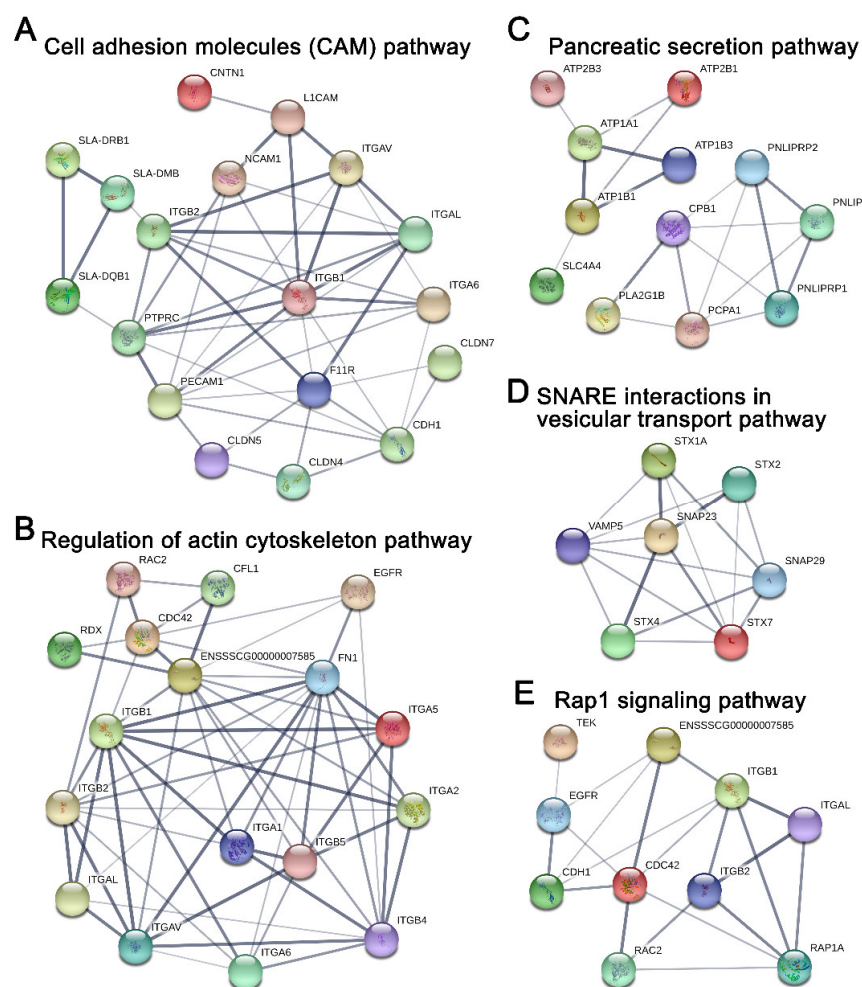 A
Cell adhesion molecules (CAM) pathway
CNTN1
L1CAM
SLA-DRB1
NCAM1
ITGAV
SLA-DMB
ITGB2
ITGAL
SLA-DQB1
ITGB1
ITGA6
PTPRC
CLDN7
PECAM1
F11R
CDH1
CLDN5
CLDN4
B
Regulation of actin cytoskeleton pathway
RAC2
CFL1
EGFR
CDC42
RDX
ENSSSCG00000007585
FN1
ITGB1
ITGA5
ITGB2
ITGA2
ITGA1
ITGB5
ITGAL
ITGB4
ITGAV
ITGA6
C
Pancreatic secretion pathway
ATP2B3
ATP2B1
ATP1A1
ATP1B3
PNLIPRP2
ATP1B1
CPB1
PNLIP
SLC4A4
PLA2G1B
PCPA1
PNLIPRP1
D
SNARE interactions in
vesicular transport pathway
STX1A
STX2
SNAP23
VAMP5
SNAP29
STX4
STX7
E
Rap1 signaling pathway
TEK
ENSSSCG00000007585
ITGB1
EGFR
ITGAL
CDH1
CDC42
ITGB2
RAC2
RAP1A